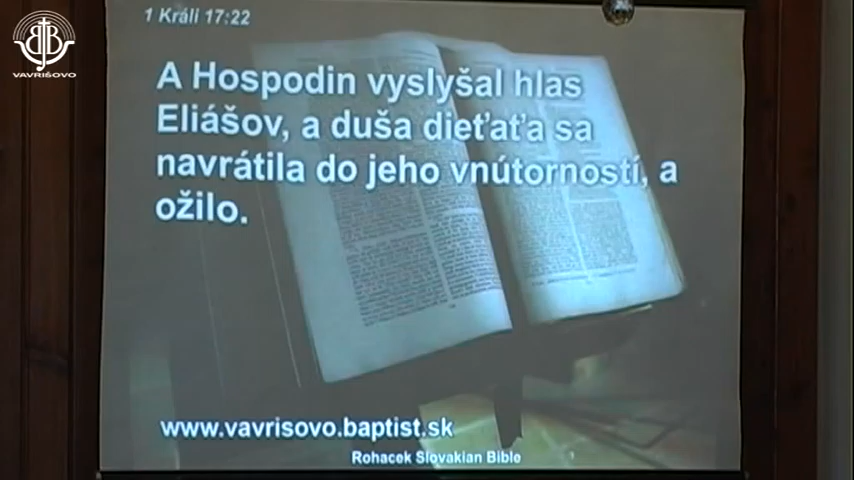 VAVRIŠOVO
1 Králi 17:22
A Hospodin vyslyšal hlas
Eliášov, a duša dieťaťa sa
navrátila do jeho vnútorností, a
ožilo.
www.vavrisovo.baptist.sk
Rohacek Slovakian Bible